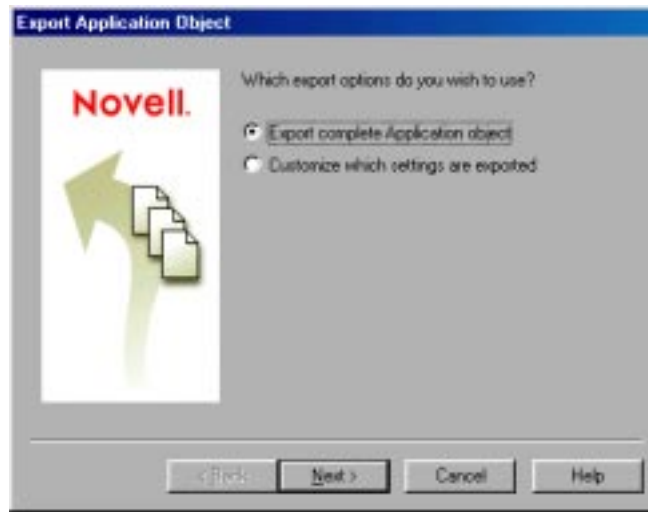 Export Application Object
Novell.
Which export options do you wish to use?
Export complete Application object
Customize which settings are exported
< Back
Next >
Cancel
Help